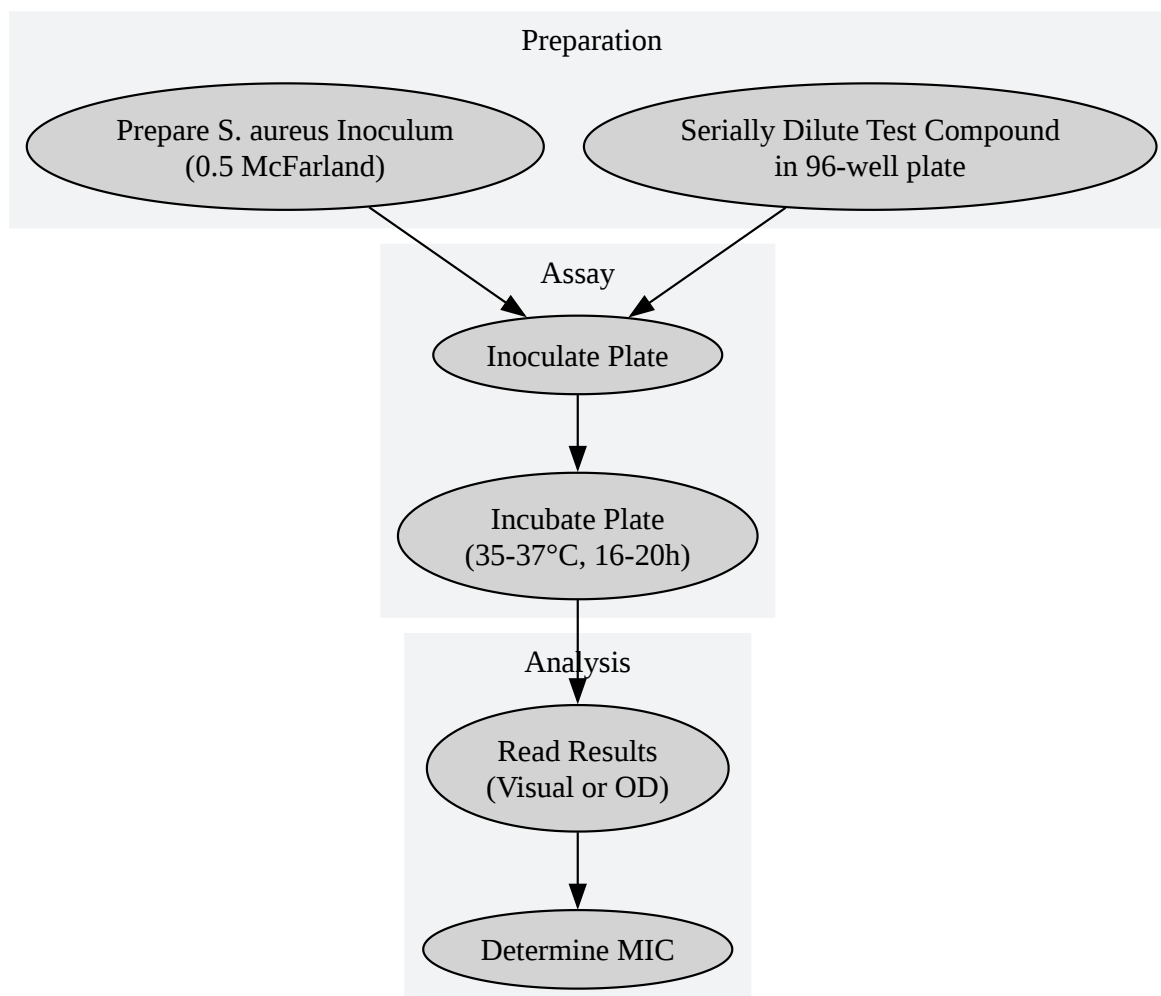 Preparation
Prepare S. aureus Inoculum
(0.5 McFarland)
Serially Dilute Test Compound
in 96-well plate
Assay
Inoculate Plate
Incubate Plate
(35-37°C, 16-20h)
Analysis
Read Results
(Visual or OD)
Determine MIC